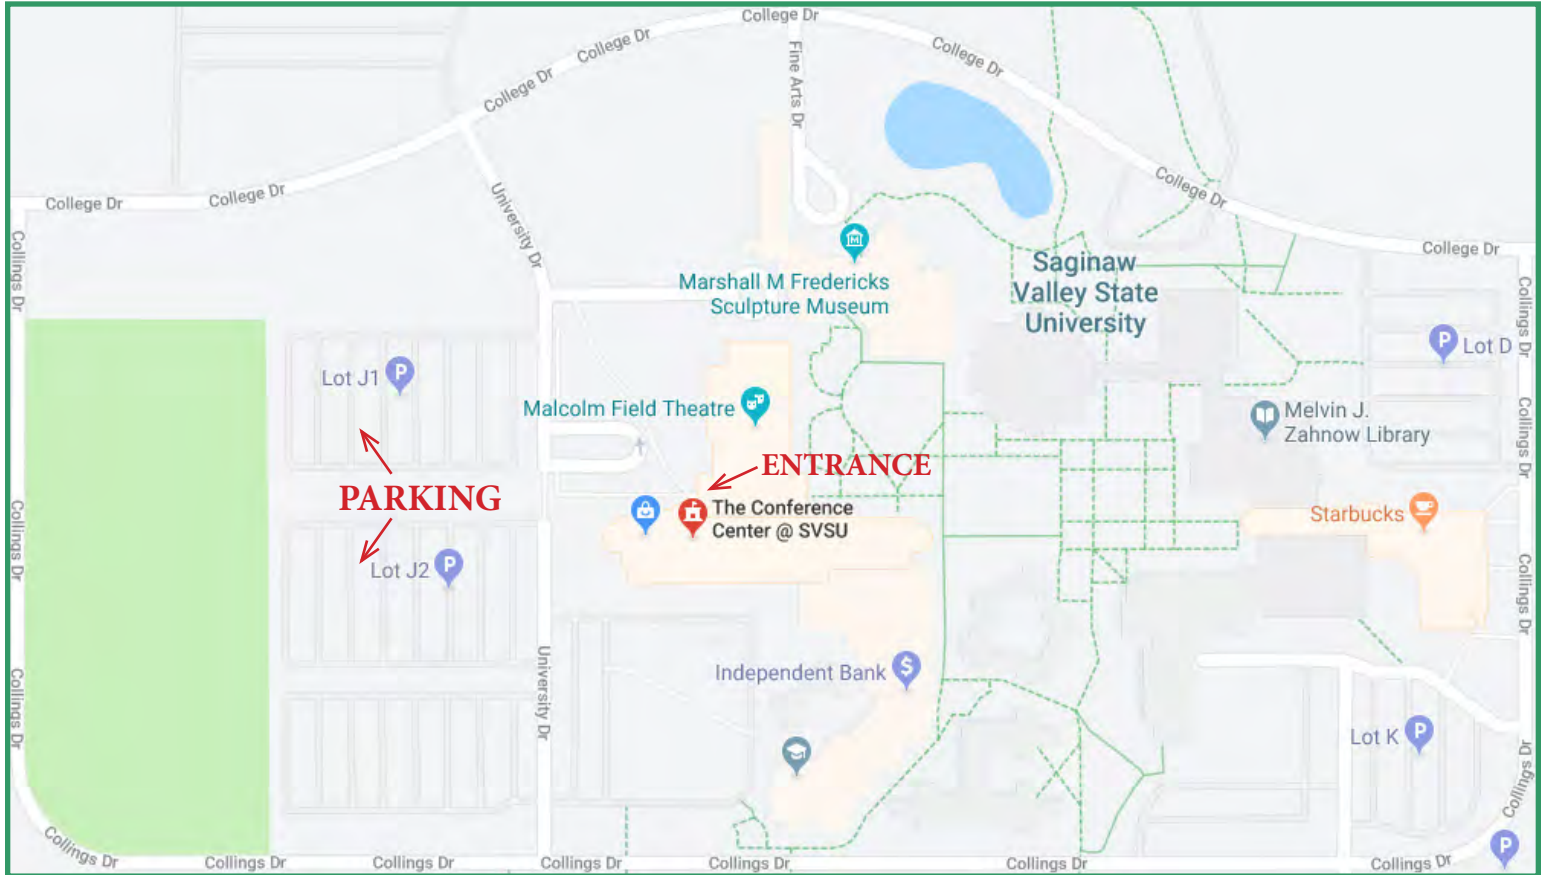 College Dr
College Dr
College Dr
College Dr
College Dr
College Dr
College Dr
College Dr
Fine Arts Dr
University Dr
Collings Dr
Collings Dr
Marshall M Fredericks
Sculpture Museum
Saginaw
Valley State
University
Lot D
Lot J1
P
P
Malcolm Field Theatre
Melvin J.
Zahnow Library
Collings Dr
ENTRANCE
PARKING
The Conference
Center @ SVSU
Starbucks
Collings Dr
Lot J2
P
Collings Dr
University Dr
Independent Bank
$
Collings Dr
Lot K
P
Collings Dr
P
Collings Dr
Collings Dr
Collings Dr
Collings Dr
Collings Dr
Collings Dr
Collings Dr
M